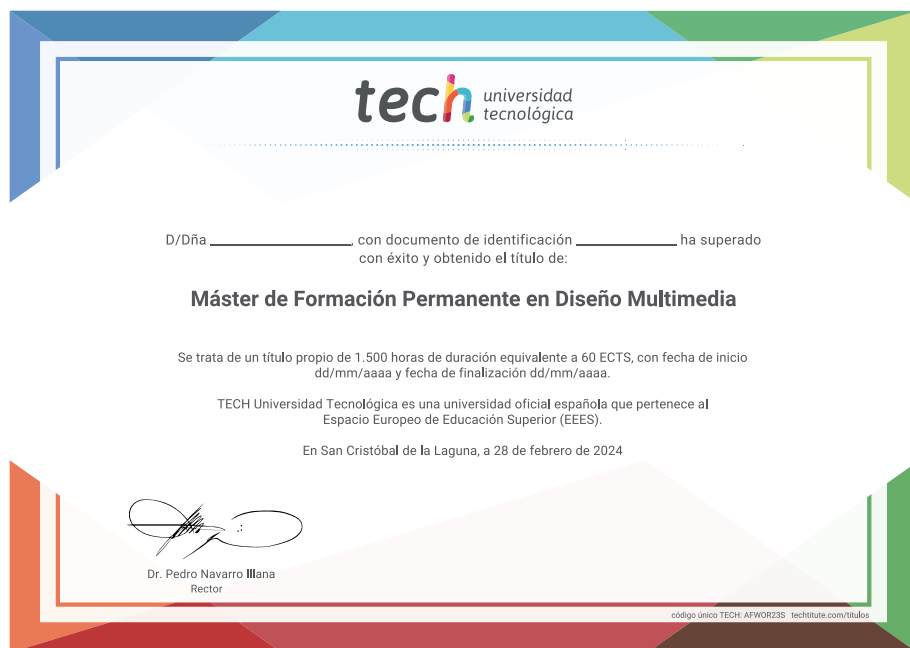 tech universidad
tecnológica
D/Dña ____________________, con documento de identificación ______________ ha superado
con éxito y obtenido el título de:
Máster de Formación Permanente en Diseño Multimedia
Se trata de un título propio de 1.500 horas de duración equivalente a 60 ECTS, con fecha de inicio
dd/mm/aaaa y fecha de finalización dd/mm/aaaa.
TECH Universidad Tecnológica es una universidad oficial española que pertenece al
Espacio Europeo de Educación Superior (EEES).
En San Cristóbal de la Laguna, a 28 de febrero de 2024
Dr. Pedro Navarro Illana
Rector
código único TECH: AFWOR23S techtitute.com/titulos